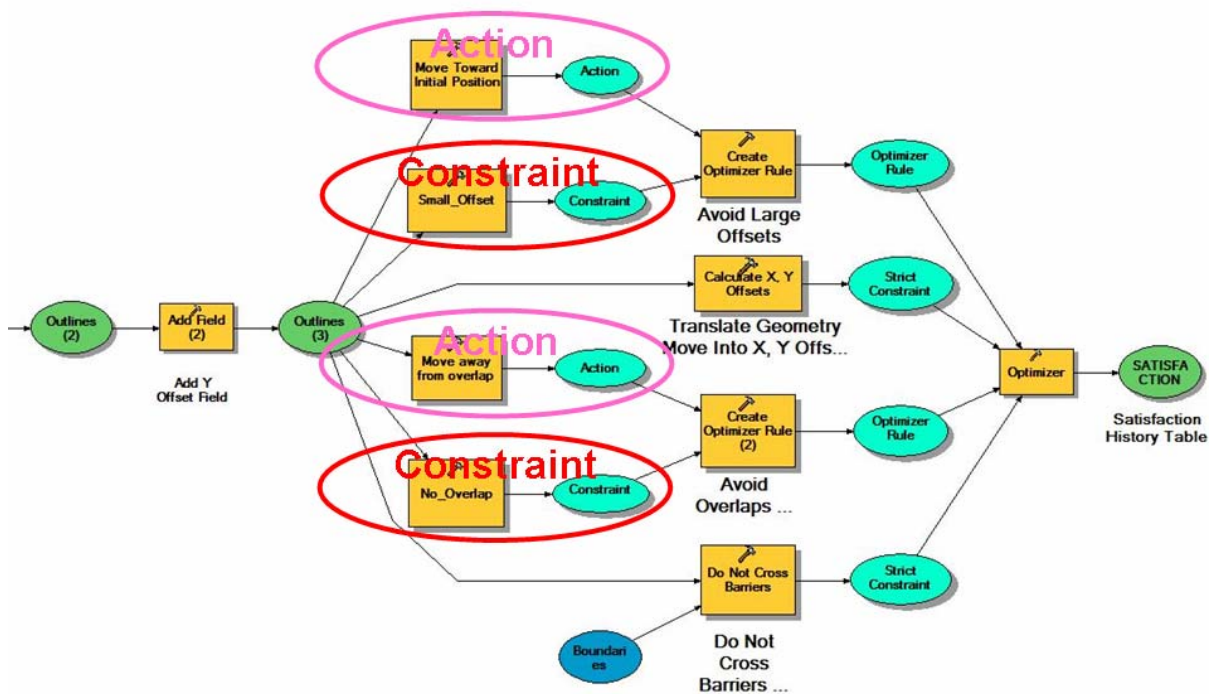 Action
Move Toward
Initial Position
Action
Constraint
Small_Offset
Constraint
Create
Optimizer Rule
Avoid Large
Offsets
Optimizer
Rule
Calculate X, Y
Offsets
Translate Geometry
Move Into X, Y Offs...
Strict
Constraint
Outlines
(2)
Add Field
(2)
Add Y
Offset Field
Outlines
(3)
Action
Move away
from overlap
Action
Create
Optimizer Rule
(2)
Avoid
Overlaps ...
Optimizer
Rule
Optimizer
SATISFA
CTION
Satisfaction
History Table
Constraint
No_Overlap
Constraint
Do Not Cross
Barriers
Do Not
Cross
Barriers ...
Strict
Constraint
Boundari
es